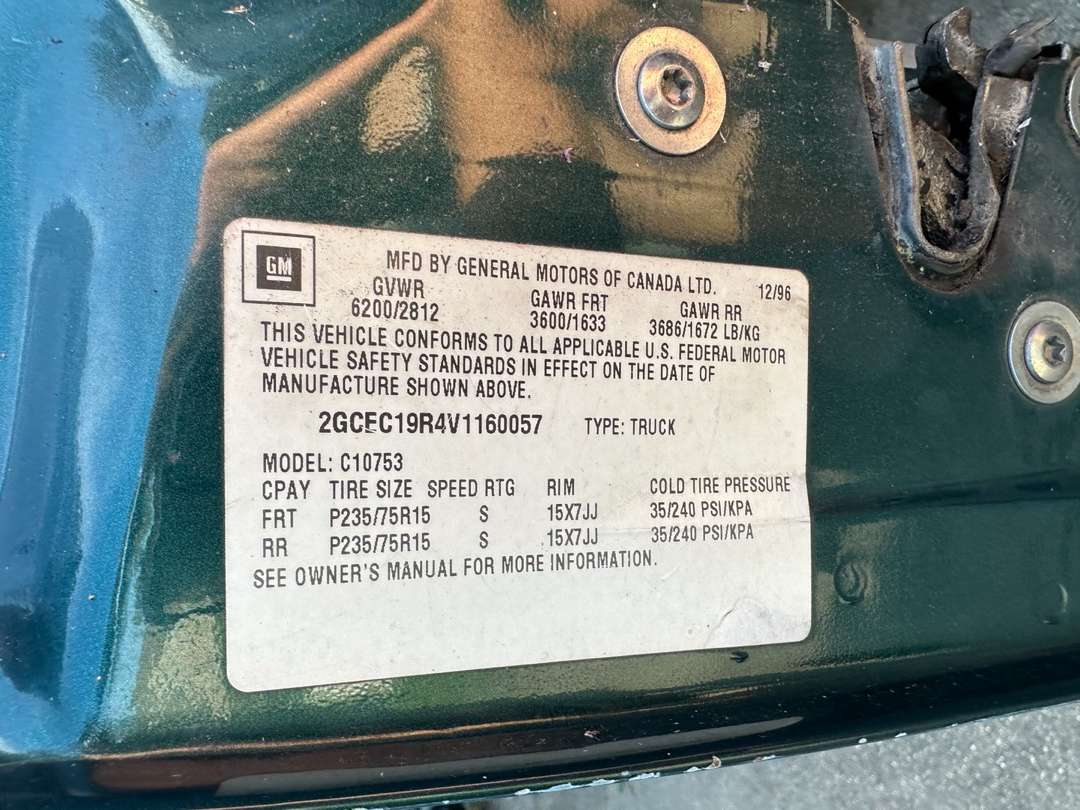 GM
MFD BY GENERAL MOTORS OF CANADA LTD. 12/96
GVWR GAWR FRT GAWR RR
6200/2812 3600/1633 3686/1672 LB/KG
THIS VEHICLE CONFORMS TO ALL APPLICABLE U.S. FEDERAL MOTOR
VEHICLE SAFETY STANDARDS IN EFFECT ON THE DATE OF
MANUFACTURE SHOWN ABOVE.
2GCEC19R4V1160057 TYPE: TRUCK
MODEL: C10753
CPAY TIRE SIZE SPEED RTG RIM COLD TIRE PRESSURE
FRT P235/75R15 S 15X7JJ 35/240 PSI/KPA
RR P235/75R15 S 15X7JJ 35/240 PSI/KPA
SEE OWNER'S MANUAL FOR MORE INFORMATION.